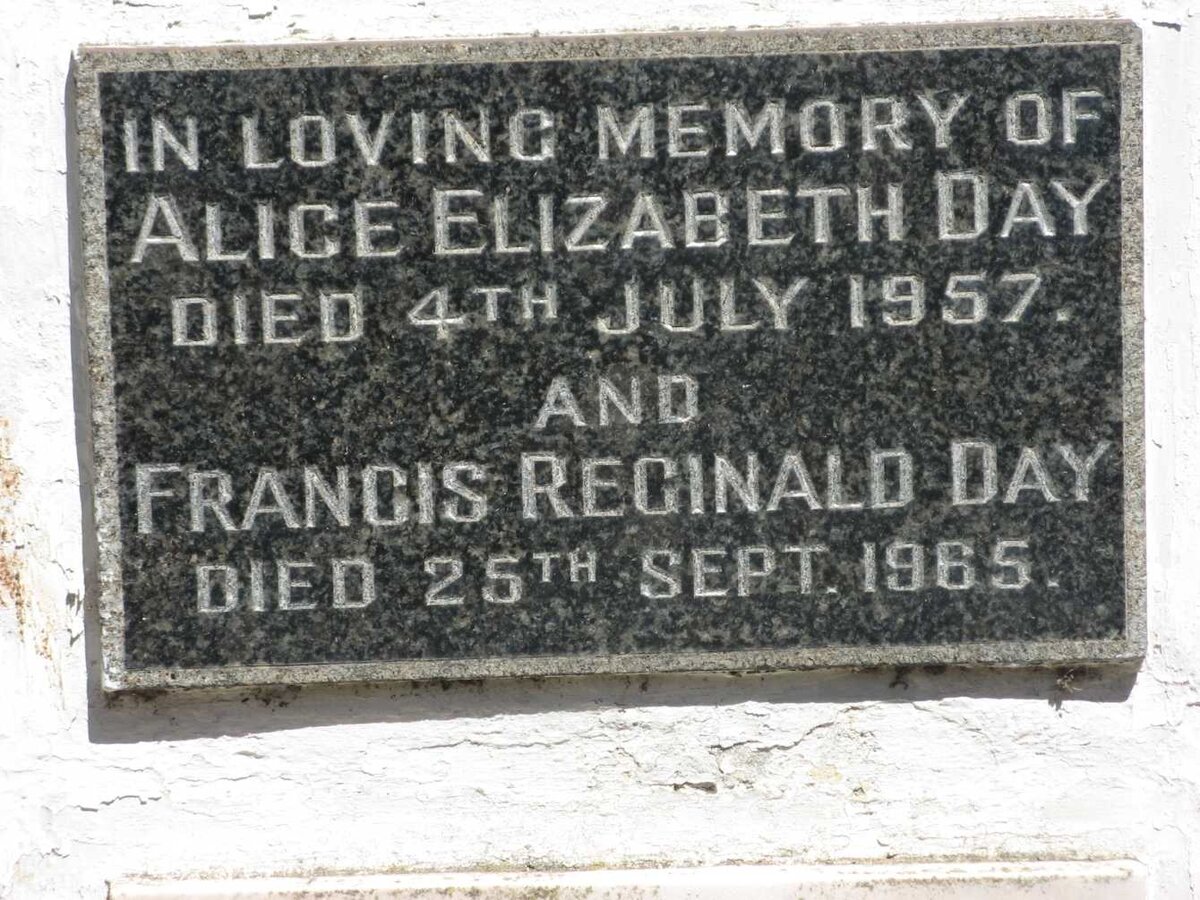 IN LOVING MEMORY OF
ALICE ELIZABETH DAY
DIED 4TH JULY 1957.
AND
FRANCIS REGINALD DAY
DIED 25TH SEPT. 1965.